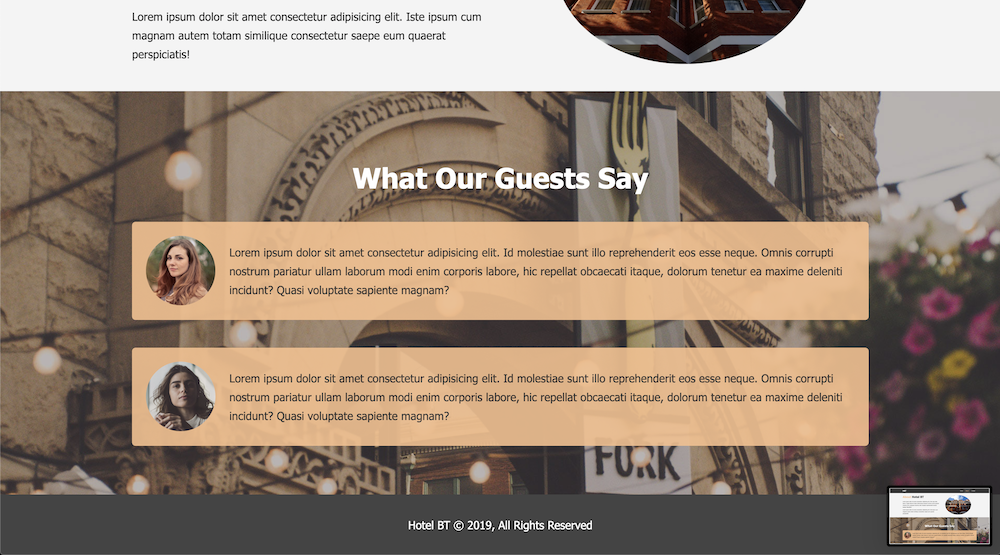 Lorem ipsum dolor sit amet consectetur adipisicing elit. Iste ipsum cum
magnam autem totam similique consectetur saepe eum quaerat
perspiciatis!
What Our Guests Say
Lorem ipsum dolor sit amet consectetur adipisicing elit. Id molestiae sunt illo reprehenderit eos esse neque. Omnis corrupti
nostrum pariatur ullam laborum modi enim corporis labore, hic repellat obcaecati itaque, dolorum tenetur ea maxime deleniti
incidunt? Quasi voluptate sapiente magnam?
Lorem ipsum dolor sit amet consectetur adipisicing elit. Id molestiae sunt illo reprehenderit eos esse neque. Omnis corrupti
nostrum pariatur ullam laborum modi enim corporis labore, hic repellat obcaecati itaque, dolorum tenetur ea maxime deleniti
incidunt? Quasi voluptate sapiente magnam?
FORK
Hotel BT © 2019, All Rights Reserved
Hotel BT